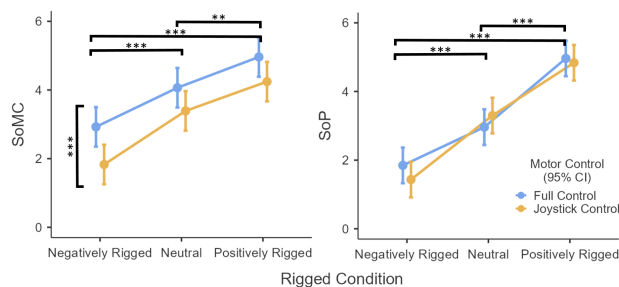 6
4
2
0
SoMC
**
***
***
***
Negatively Rigged Neutral Positively Rigged
6
4
2
0
SoP
***
***
***
Motor Control
(95% CI)
Full Control
Joystick Control
Negatively Rigged Neutral Positively Rigged
Rigged Condition